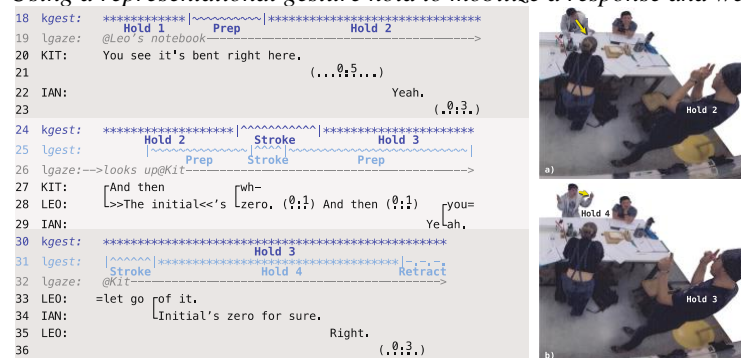 Using a representational gesture hold to mobilize a response and we
18 kgest: *************|~~~~~~~~~~~|*********************************
Hold 1 Prep Hold 2
19 lgaze: @Leo's notebook------------------------------------------>
20 KIT: You see it's bent right here.
21 (...0.5......)
22 IAN: Yeah.
23 (.0.3.)
24 kgest: ********************|^^^^^^^^^^^|***********************
Hold 2 Stroke Hold 3
25 lgest: |~~~~~~~~~~~~~~~|^^^^|~~~~~~~~~~~~~~~~~~~~~~~~~~~|
Prep Stroke Prep
26 lgaze:-->looks up@Kit-------------------------------------------->
27 KIT: ┌And then ┌wh-
28 LEO: └>>The initial<<'s └zero. (0.1) And then (0.1) ┌you=
29 IAN: Ye└ah.
30 kgest: *****************************************************
Hold 3
31 lgest: |^^^^^^|*************************************|-.-.-.
Stroke Hold 4 Retract
32 lgaze: @Kit------------------------------------------------>
33 LEO: =let go ┌of it.
34 IAN: └Initial's zero for sure.
35 LEO: Right.
36 (.0.3.)
Hold 2
a)
Hold 4
Hold 3
b)